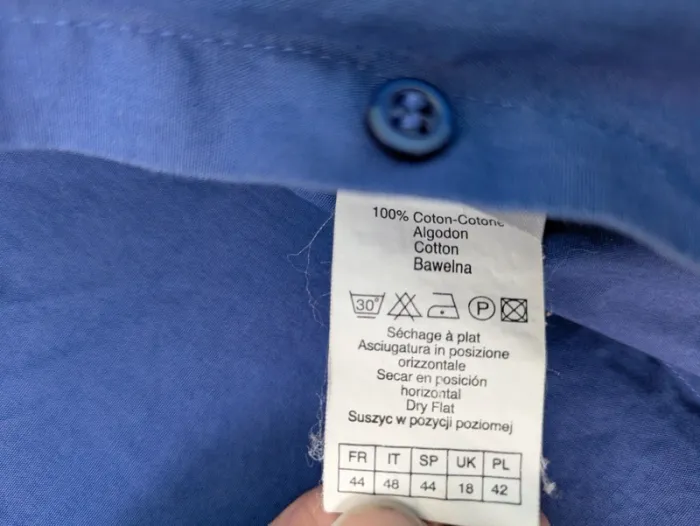 100% Coton-Cotone
Algodon
Cotton
Bawelna
30°
P
Séchage à plat
Asciugatura in posizione
orizzontale
Secar en posición
horizontal
Dry Flat
Suszyc w pozycji poziomej
FR IT SP UK PL
44 48 44 18 42